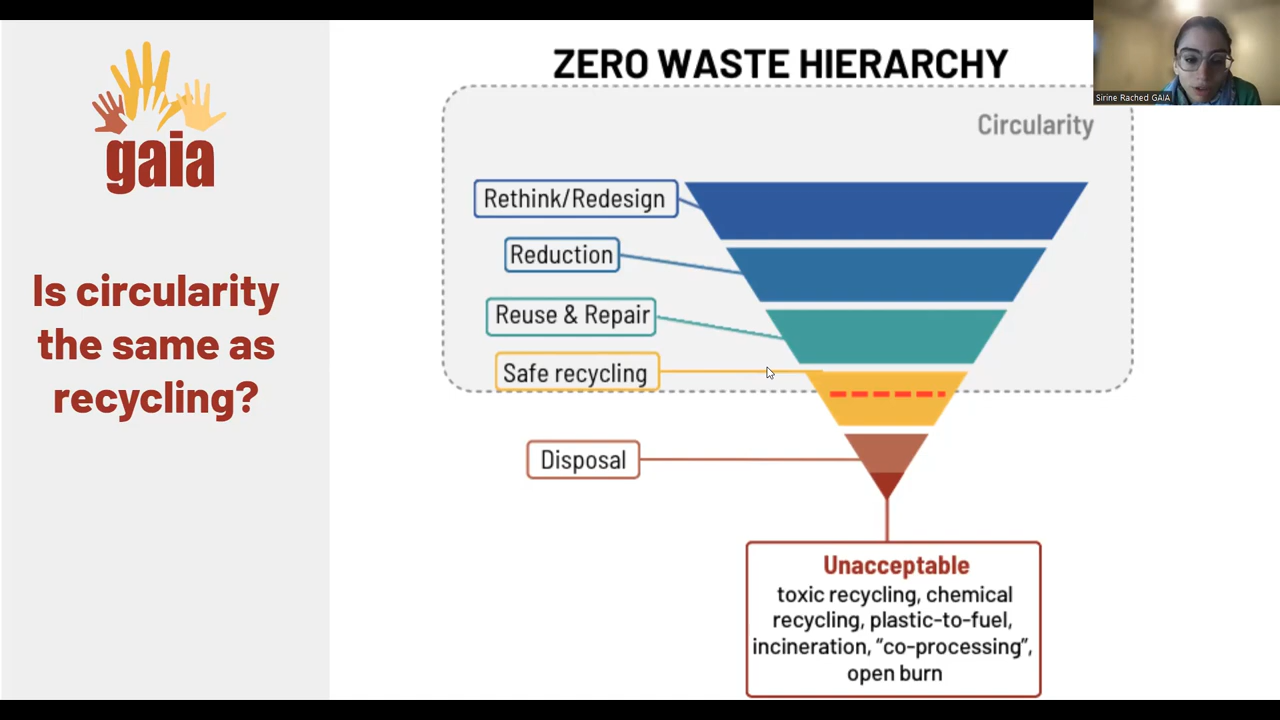 gaia
Is circularity
the same as
recycling?
ZERO WASTE HIERARCHY
Sirine Rached GAIA
Circularity
Rethink/Redesign
Reduction
Reuse & Repair
Safe recycling
Disposal
Unacceptable
toxic recycling, chemical
recycling, plastic-to-fuel,
incineration, “co-processing”,
open burn